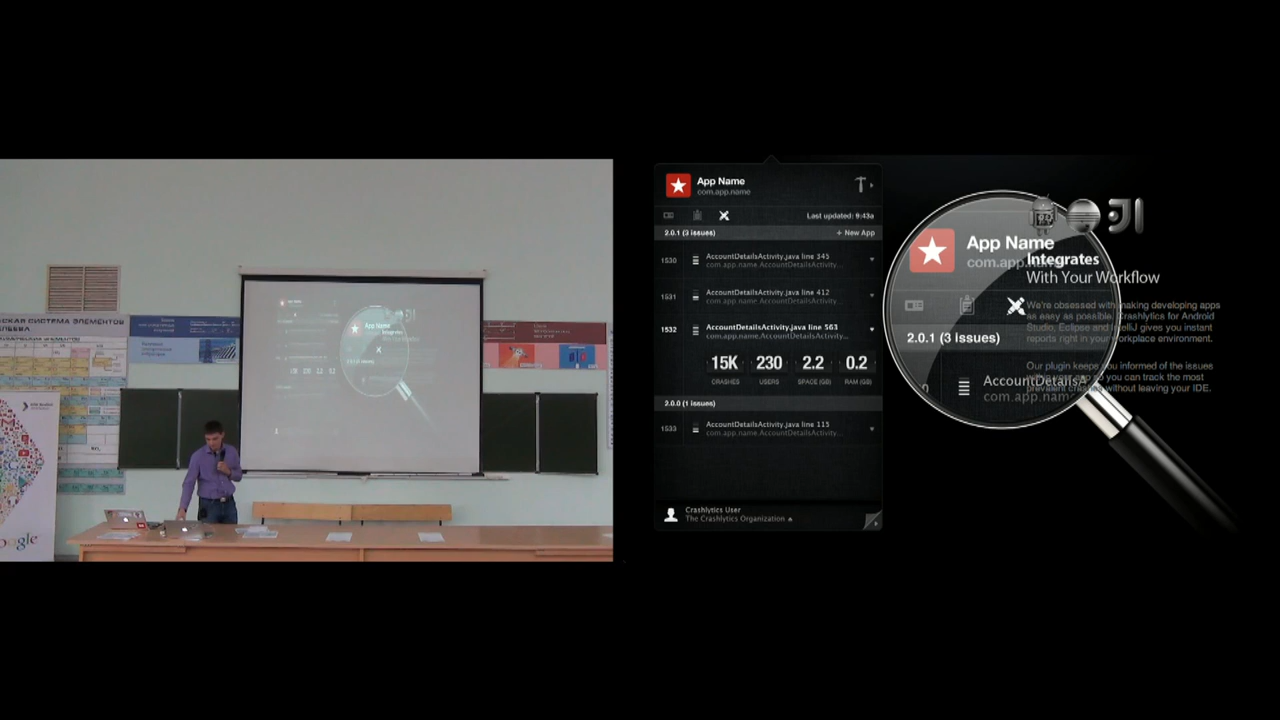 СКАЯ СИСТЕМА ЭЛЕМЕНТОВ
App Name
com.app.name
Last updated: 9:43a
2.0.1 (3 issues)
+ New App
1530
AccountDetailsActivity.java line 345
com.app.name.AccountDetailsActivity...
1531
AccountDetailsActivity.java line 412
com.app.name.AccountDetailsActivity...
1532
AccountDetailsActivity.java line 563
com.app.name.AccountDetailsActivity...
15K
230
2.2
0.2
CRASHES
USERS
SPACE (GB)
RAM (GB)
2.0.0 (1 issues)
1533
AccountDetailsActivity.java line 115
com.app.name.AccountDetailsActivity...
Crashlytics User
The Crashlytics Organization
App Name
com.app.na
2.0.1 (3 issues)
AccountDetailsA
com.app.name
Integrates
With Your Workflow
We're obsessed with making developing apps
as easy as possible. Crashlytics for Android
Studio, Eclipse and IntelliJ gives you instant
reports right in your workplace environment.
Our plugin keeps you informed of the issues
so you can track the most
prevalent without leaving your IDE.
oogle